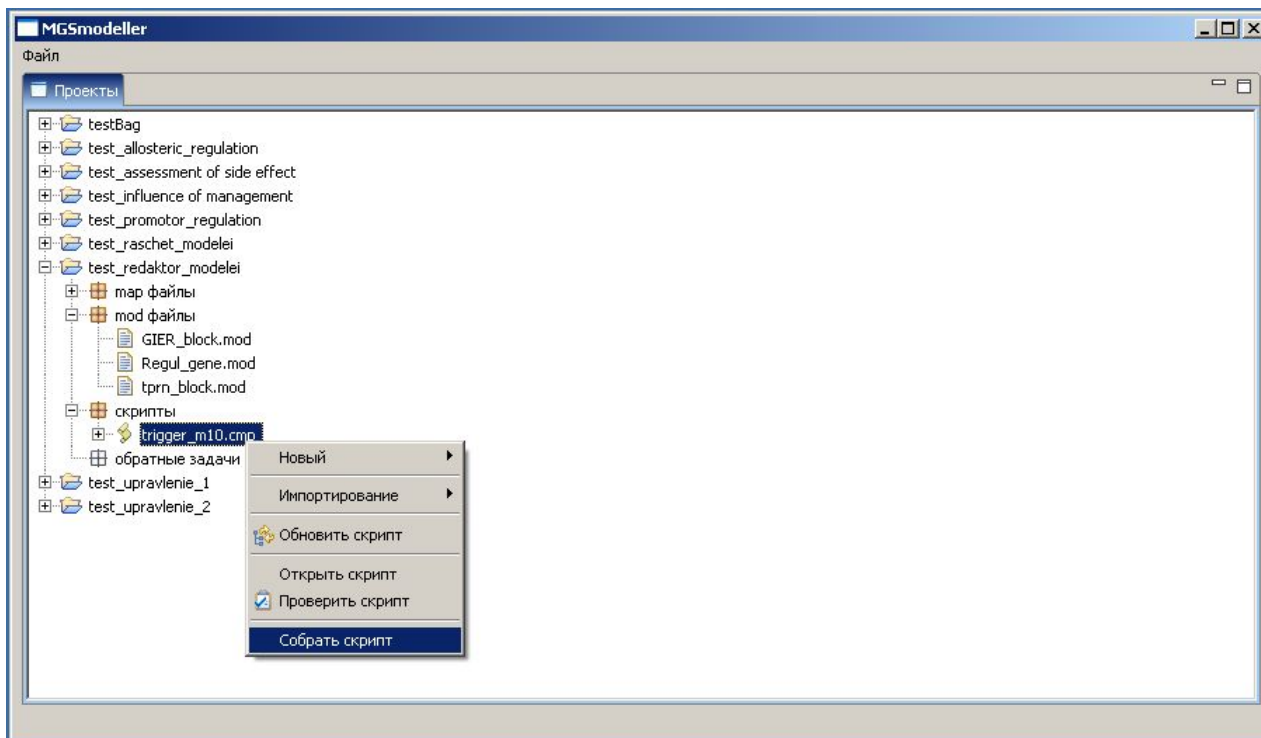 MGSmodeller
Файл
Проекты
testBag
test_allosteric_regulation
test_assessment of side effect
test_influence of management
test_promotor_regulation
test_raschet_modelei
test_redaktor_modelei
map файлы
mod файлы
GIER_block.mod
Regul_gene.mod
tprn_block.mod
скрипты
trigger_m10.cmp
обратные задачи
test_upravlenie_1
test_upravlenie_2
Новый
Импортирование
Обновить скрипт
Открыть скрипт
Проверить скрипт
Собрать скрипт